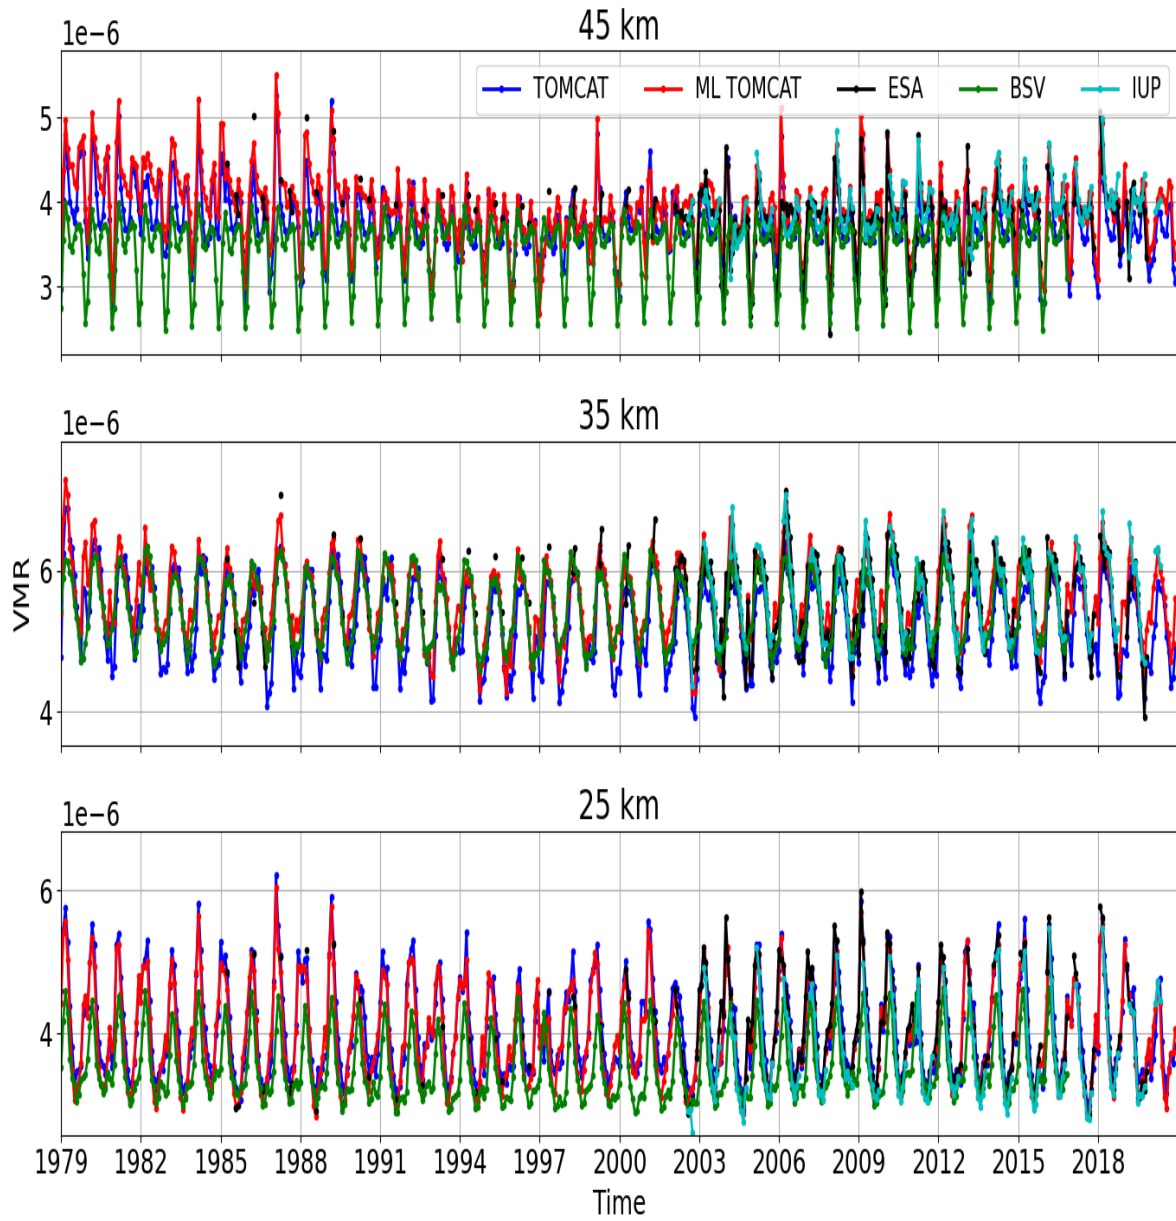 45 km
1e−6
TOMCAT ML TOMCAT ESA BSV IUP
5
4
3
35 km
1e−6
6
4
VMR
25 km
1e−6
6
4
1979 1982 1985 1988 1991 1994 1997 2000 2003 2006 2009 2012 2015 2018
Time